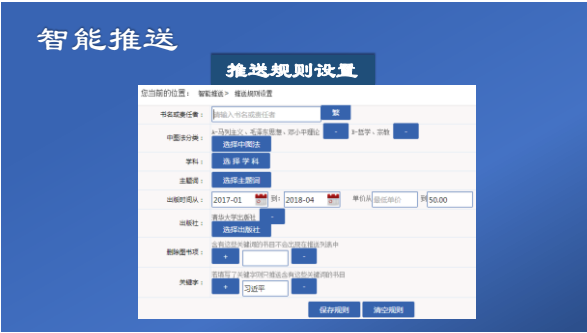 智能推送
推送规则设置
您当前的位置： 智能推送> 推送规则设置
书名或责任者： 请输入书名或责任者 繁
中图法分类： a-马列主义、毛泽东思想、邓小平理论 - b-哲学、宗教 -
选择中图法
学科： 选择学科
主题词： 选择主题词
出版时间从： 2017-01 到： 2018-04 单价从 最低单价 到 50.00
出版社： 清华大学出版社 -
选择出版社
剔除图书项： 含有这些关键词的书目不会出现在推送列表中
+ -
关键字： 若填写了关键字则只推送含有这些关键词的书目
+ 习近平 -
保存规则 清空规则